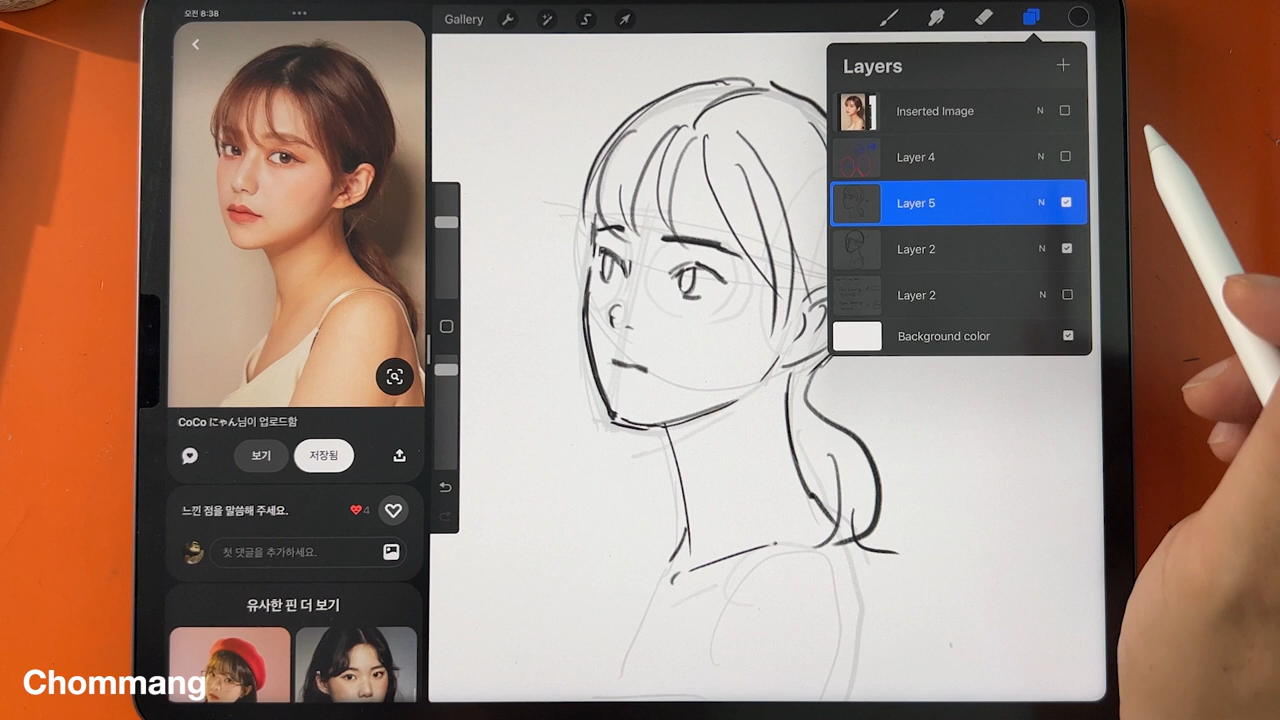 오전 8:38
Gallery
Layers
Inserted Image
N
Layer 4
N
Layer 5
N
Layer 2
N
Layer 2
N
Background color
CoCo にゃん님이 업로드함
보기
저장됨
느낀 점을 말씀해 주세요.
4
첫 댓글을 추가하세요.
유사한 핀 더 보기
Chommang